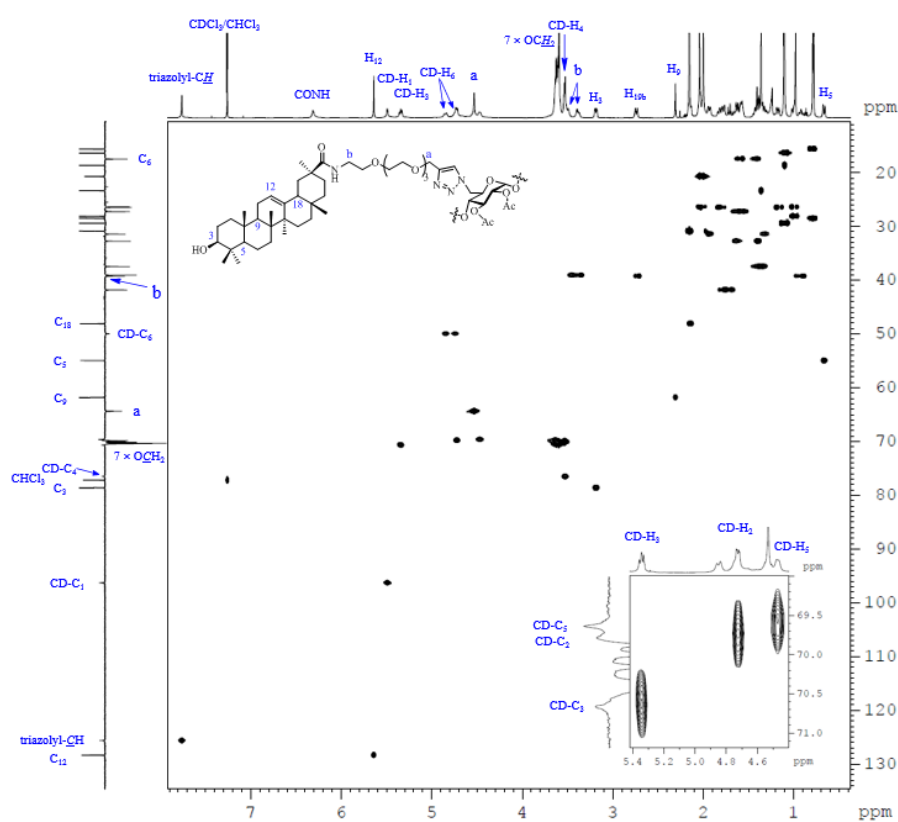 CDCl₃/CHCl₃
CD-H₄
7 × OCH₂
H₁₂
H₉
triazolyl-CH
CD-H₁
CD-H₆
a
b
CONH
CD-H₃
H₃
H₁₉b
H₅
ppm
C₆
b
C₁₈
CD-C₆
C₅
C₉
a
7 × OCH₂
CD-C₄
CHCl₃
C₃
CD-C₁
triazolyl-CH
C₁₂
O
b
a
N
H
O
O
3
N
N=N
O
O
O
Ac
O
Ac
12
18
9
3
5
HO
20
30
40
50
60
70
80
90
100
110
120
130
CD-H₃
CD-H₂
CD-H₅
ppm
CD-C₅
CD-C₂
CD-C₃
69.5
70.0
70.5
71.0
5.4 5.2 5.0 4.8 4.6 ppm
7 6 5 4 3 2 1 ppm